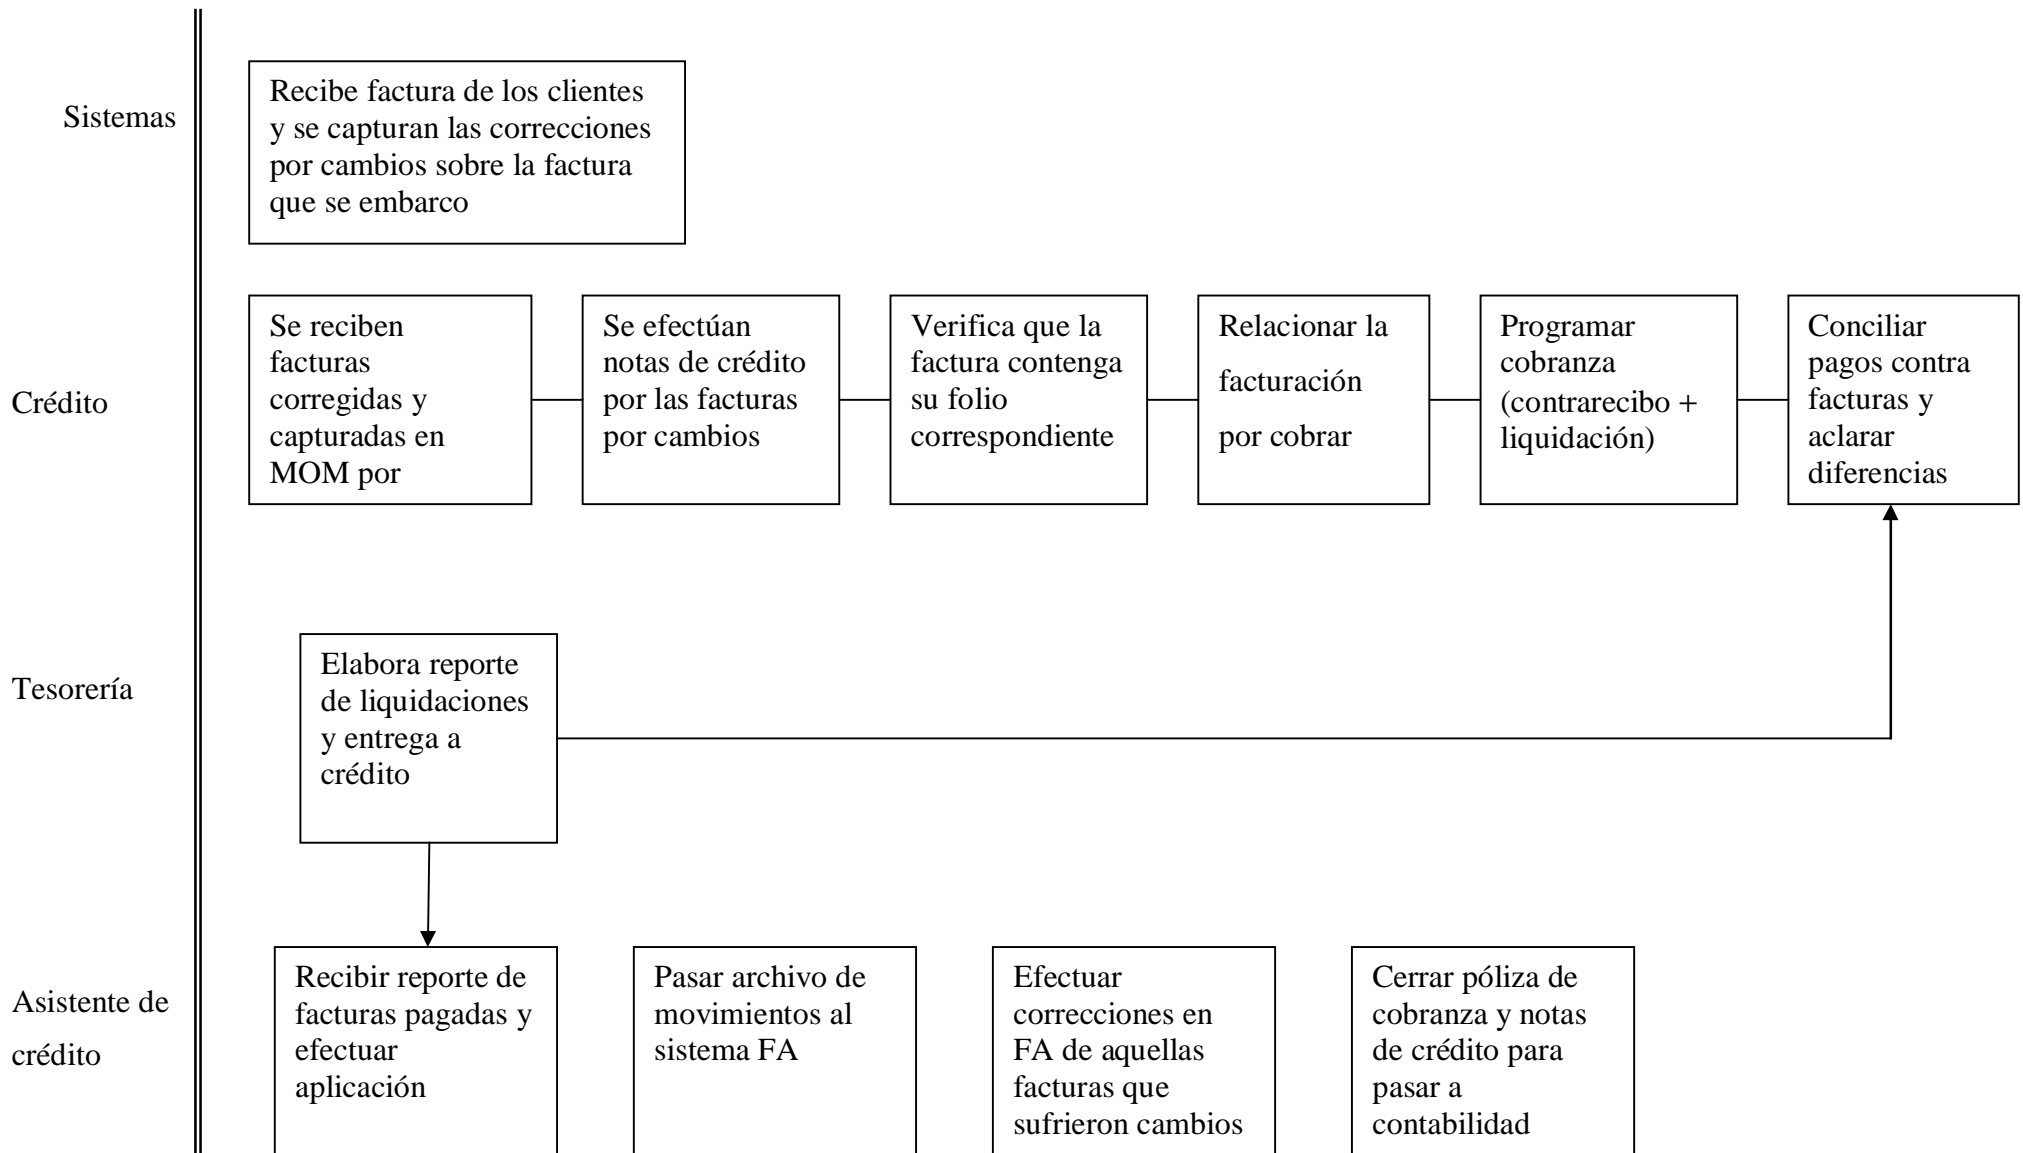 Sistemas
Recibe factura de los clientes
y se capturan las correcciones
por cambios sobre la factura
que se embarco
Crédito
Se reciben
facturas
corregidas y
capturadas en
MOM por
Se efectúan
notas de crédito
por las facturas
por cambios
Verifica que la
factura contenga
su folio
correspondiente
Relacionar la
facturación
por cobrar
Programar
cobranza
(contrarecibo +
liquidación)
Conciliar
pagos contra
facturas y
aclarar
diferencias
Tesorería
Elabora reporte
de liquidaciones
y entrega a
crédito
Asistente de
crédito
Recibir reporte de
facturas pagadas y
efectuar
aplicación
Pasar archivo de
movimientos al
sistema FA
Efectuar
correcciones en
FA de aquellas
facturas que
sufrieron cambios
Cerrar póliza de
cobranza y notas
de crédito para
pasar a
contabilidad